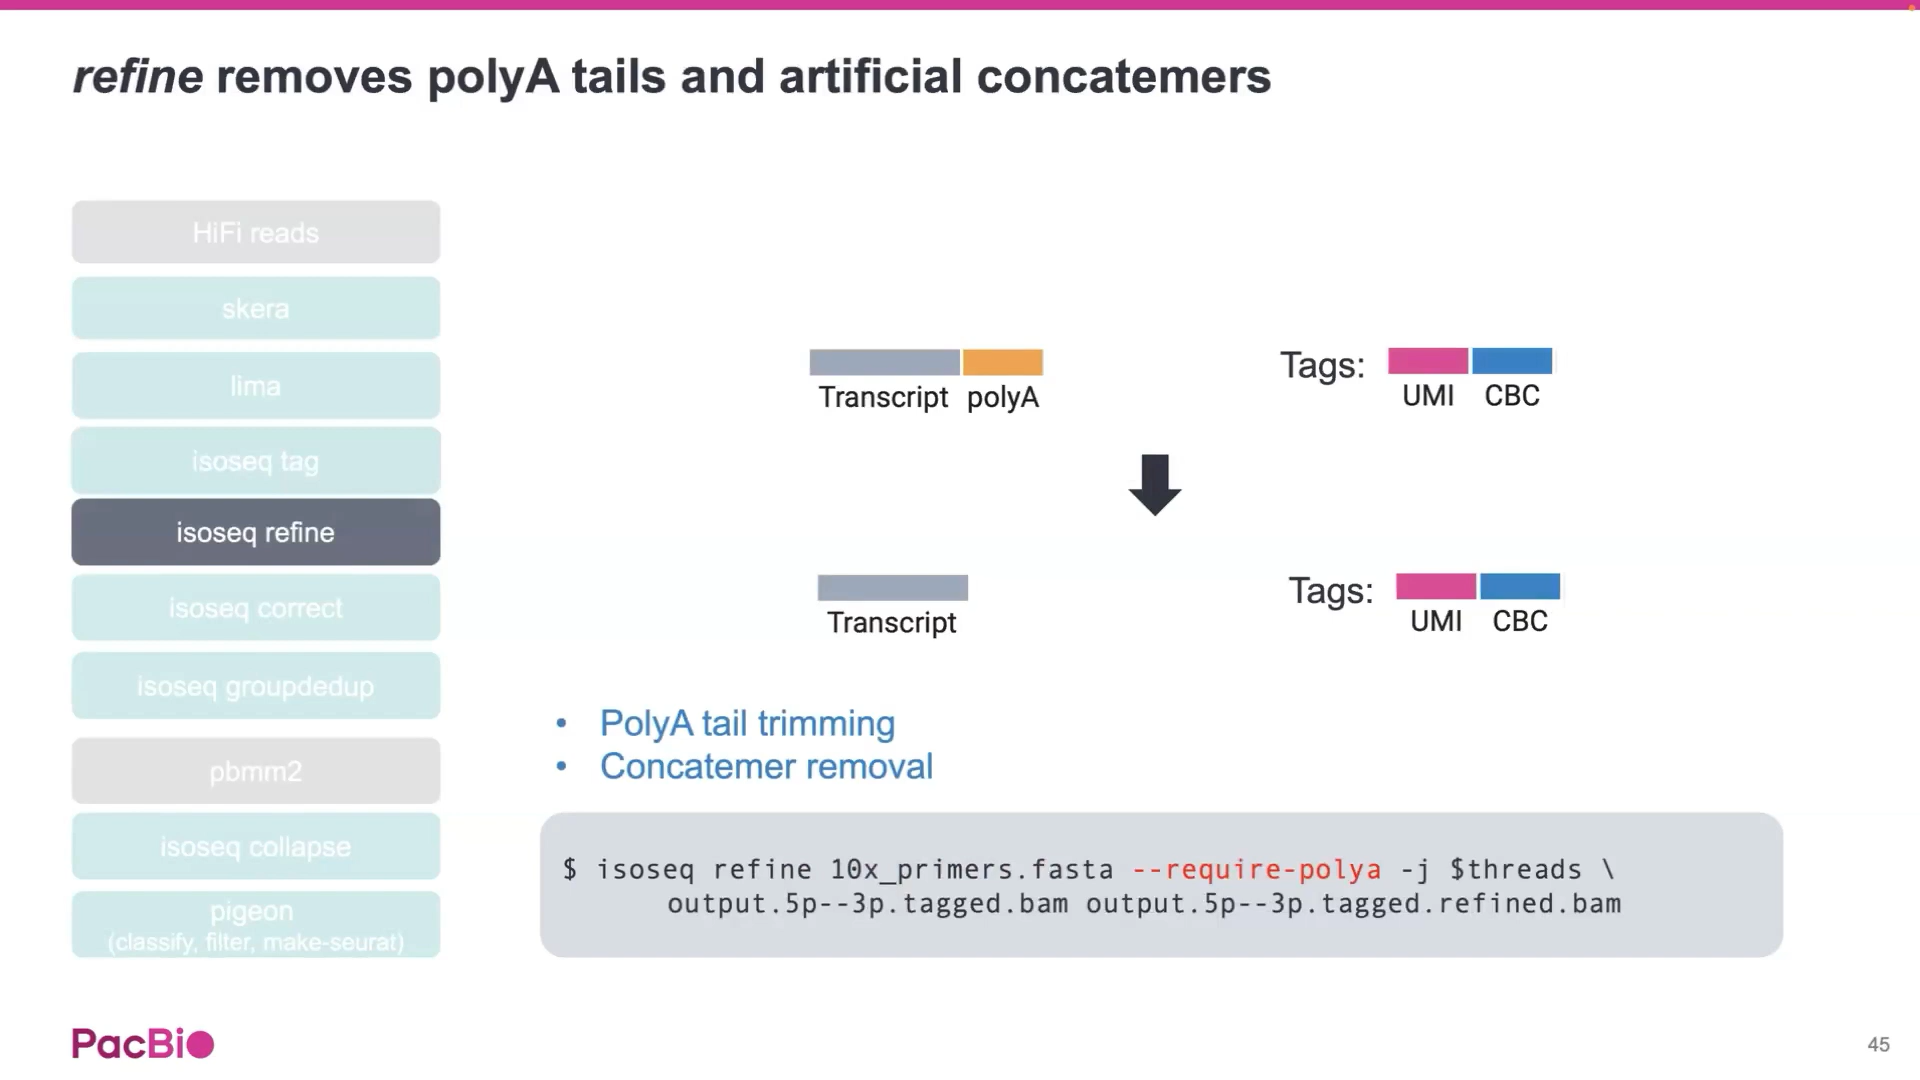 refine removes polyA tails and artificial concatemers
HiFi reads
skera
lima
isoseq tag
isoseq refine
isoseq correct
isoseq groupdedup
pbmm2
isoseq collapse
pigeon
(classify, filter, make-seurat)
Transcript polyA
Tags:
UMI CBC
Transcript
Tags:
UMI CBC
• PolyA tail trimming
• Concatemer removal
$ isoseq refine 10x_primers.fasta --require-polya -j $threads \
output.5p--3p.tagged.bam output.5p--3p.tagged.refined.bam
PacBio
45